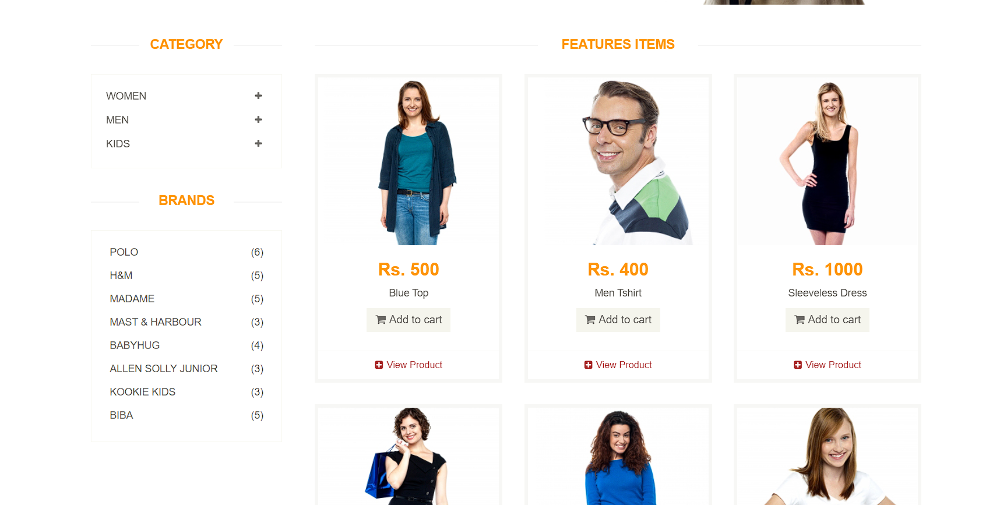 CATEGORY
WOMEN
MEN
KIDS
BRANDS
POLO (6)
H&M (5)
MADAME (5)
MAST & HARBOUR (3)
BABYHUG (4)
ALLEN SOLLY JUNIOR (3)
KOOKIE KIDS (3)
BIBA (5)
FEATURES ITEMS
Rs. 500
Blue Top
Add to cart
View Product
Rs. 400
Men Tshirt
Add to cart
View Product
Rs. 1000
Sleeveless Dress
Add to cart
View Product